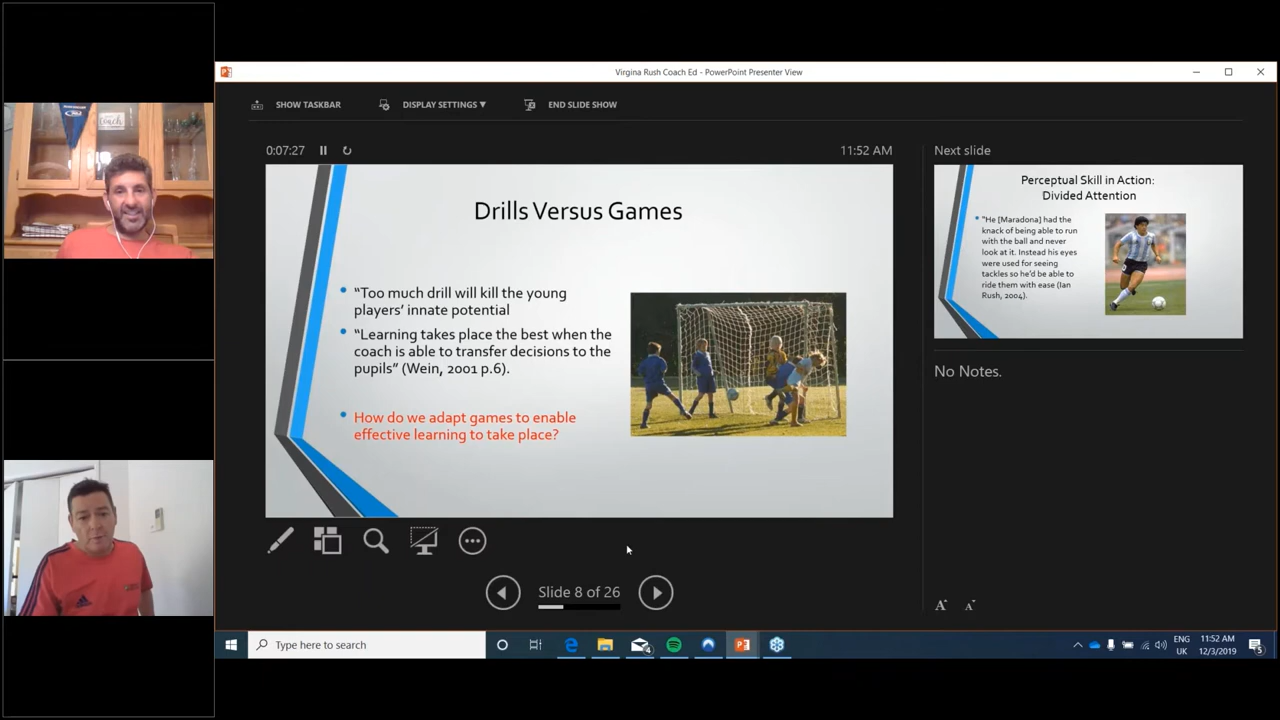 Virgina Rush Coach Ed - PowerPoint Presenter View
SHOW TASKBAR
DISPLAY SETTINGS ▼
END SLIDE SHOW
0:07:27
11:52 AM
Drills Versus Games
• "Too much drill will kill the young
players' innate potential
• "Learning takes place the best when the
coach is able to transfer decisions to the
pupils" (Wein, 2001 p.6).
• How do we adapt games to enable
effective learning to take place?
Next slide
Perceptual Skill in Action:
Divided Attention
• "He [Maradona] had the
knack of being able to run
with the ball and never
look at it. Instead his eyes
were used for seeing
tackles so he'd be able to
ride them with ease (Ian
Rush, 2004).
No Notes.
Slide 8 of 26
A A
Type here to search
ENG
UK
11:52 AM
12/3/2019
coach